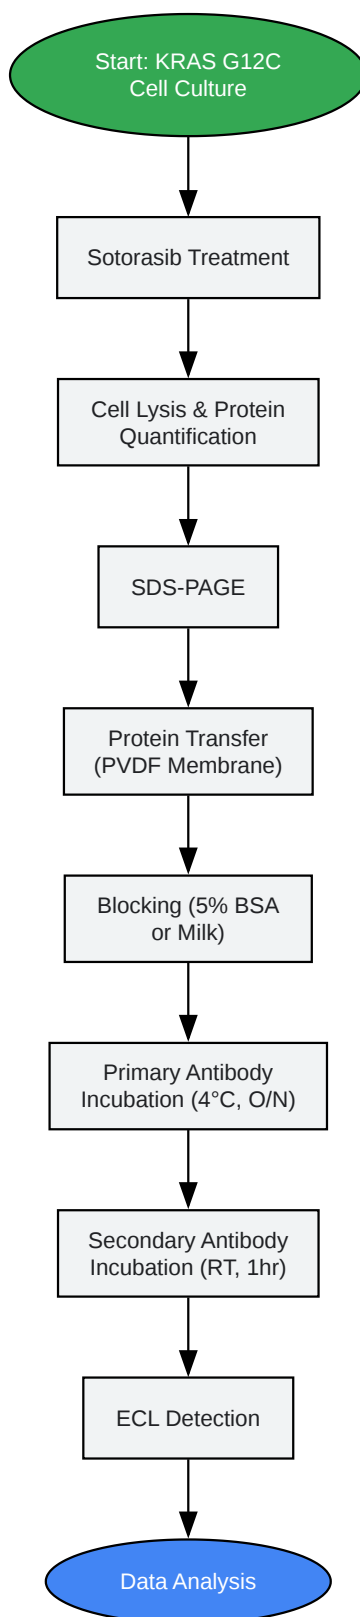 Start: KRAS G12C
Cell Culture
Sotorasib Treatment
Cell Lysis & Protein
Quantification
SDS-PAGE
Protein Transfer
(PVDF Membrane)
Blocking (5% BSA
or Milk)
Primary Antibody
Incubation (4°C, O/N)
Secondary Antibody
Incubation (RT, 1hr)
ECL Detection
Data Analysis